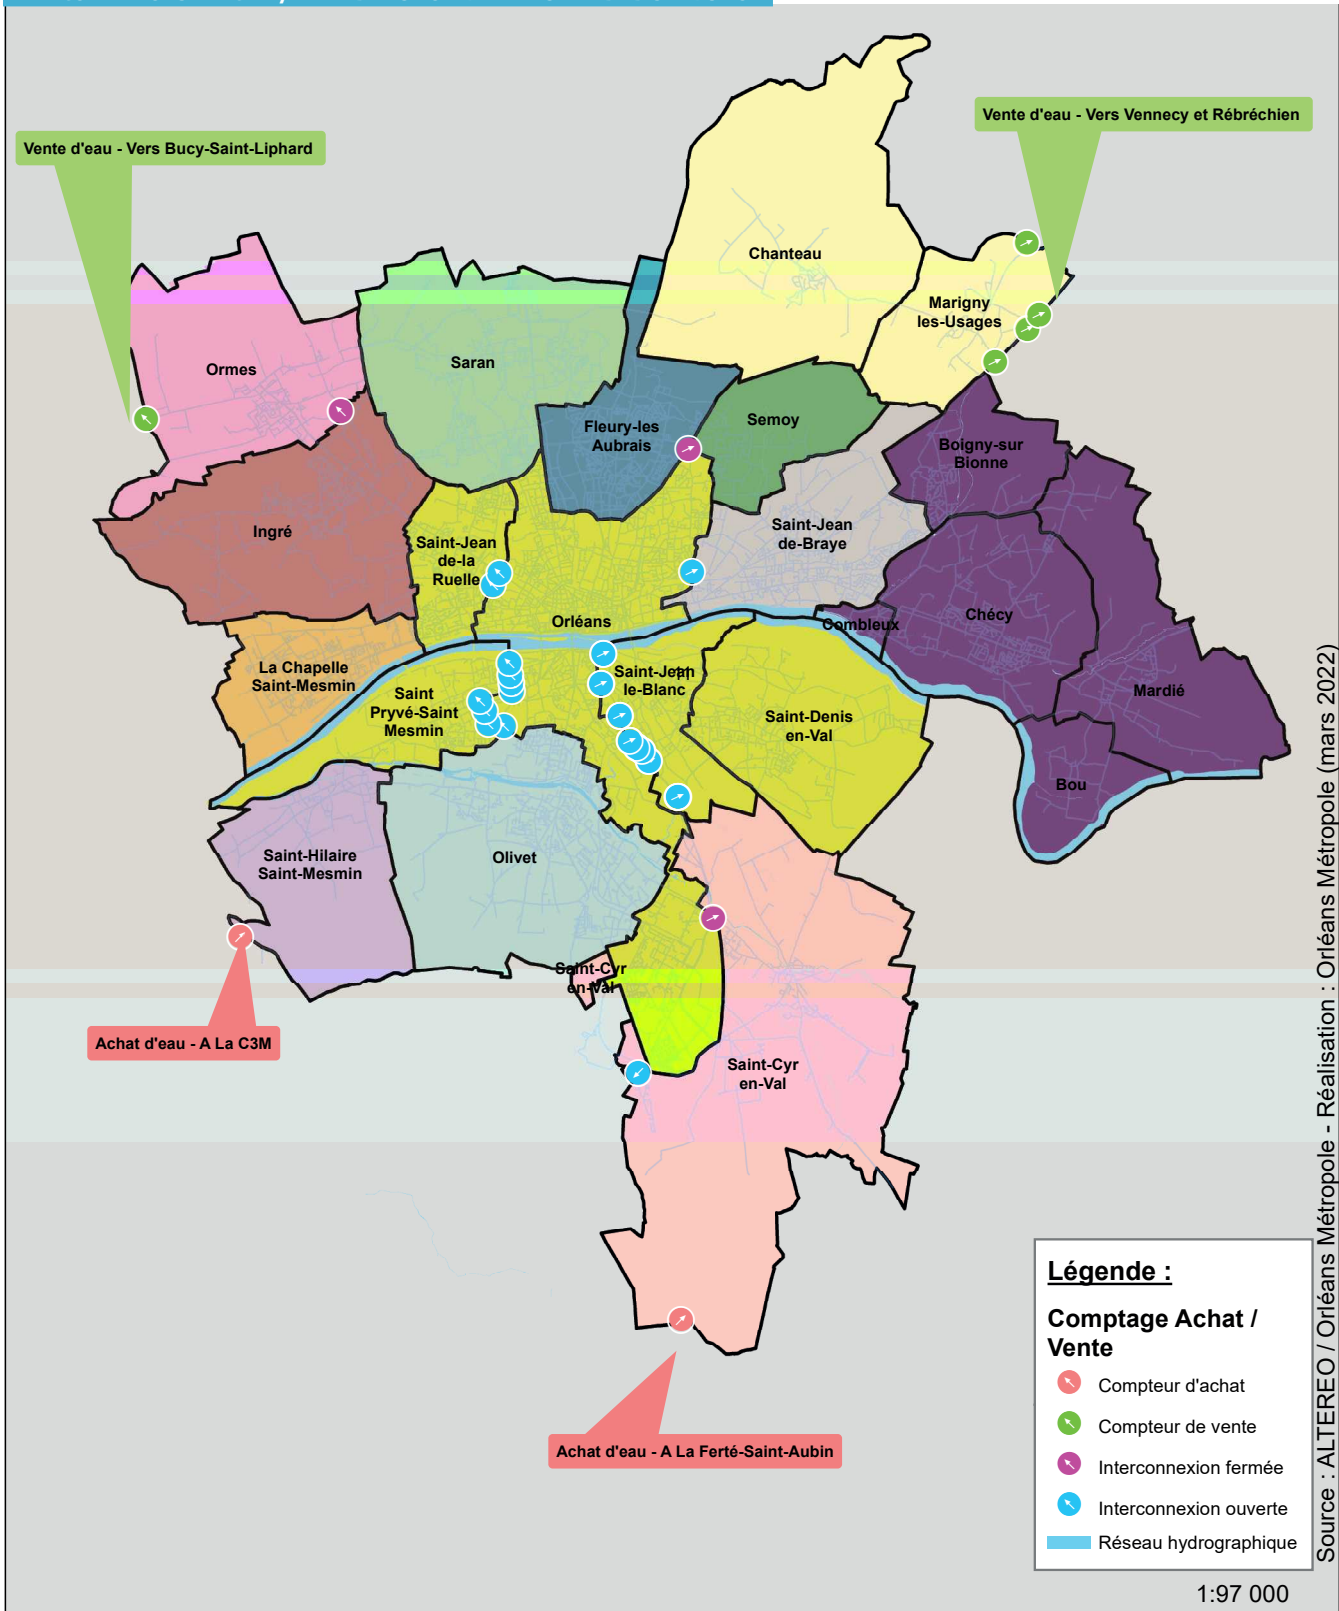 Vente d'eau - Vers Vennecy et Rébréchien
Vente d'eau - Vers Bucy-Saint-Liphard
Chanteau
Marigny
les-Usages
Ormes
Saran
Fleury-les
Aubrais
Semoy
Boigny-sur
Bionne
Ingré
Saint-Jean
de-la
Ruelle
Saint-Jean
de-Braye
Orléans
Combleux
Chécy
La Chapelle
Saint-Mesmin
Saint-Jean
le-Blanc
Saint
Pryvé-Saint
Mesmin
Saint-Denis
en-Val
Mardié
Bou
Saint-Hilaire
Saint-Mesmin
Olivet
Saint-Cyr
en-Val
Achat d'eau - A La C3M
Saint-Cyr
en-Val
Achat d'eau - A La Ferté-Saint-Aubin
Légende :
Comptage Achat /
Vente
Compteur d'achat
Compteur de vente
Interconnexion fermée
Interconnexion ouverte
Réseau hydrographique
1:97 000
Source : ALTEREO / Orléans Métropole - Réalisation : Orléans Métropole (mars 2022)